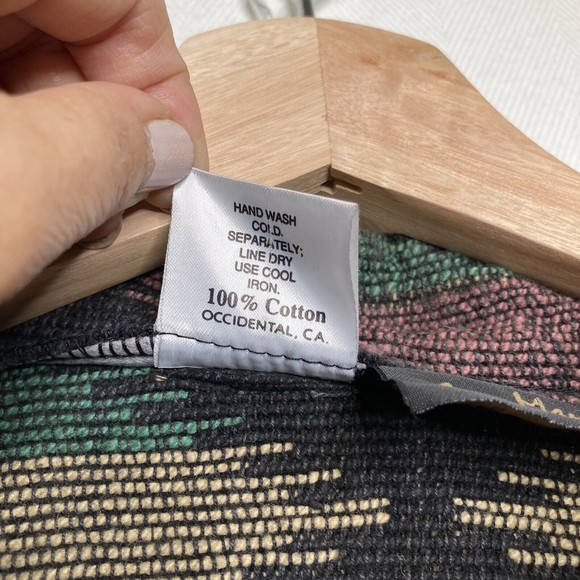 HAND WASH
COLD.
SEPARATELY;
LINE DRY
USE COOL
IRON.
100% Cotton
OCCIDENTAL, CA.